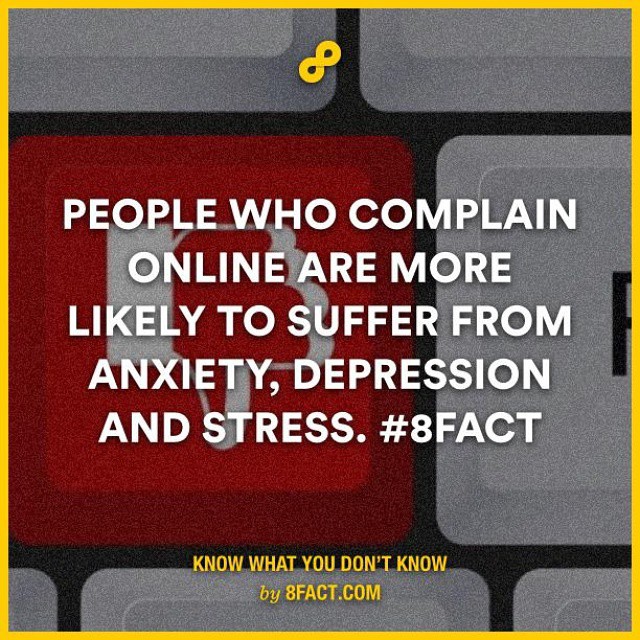 PEOPLE WHO COMPLAIN
ONLINE ARE MORE
LIKELY TO SUFFER FROM
ANXIETY, DEPRESSION
AND STRESS. #8FACT
KNOW WHAT YOU DON'T KNOW
by 8FACT.COM